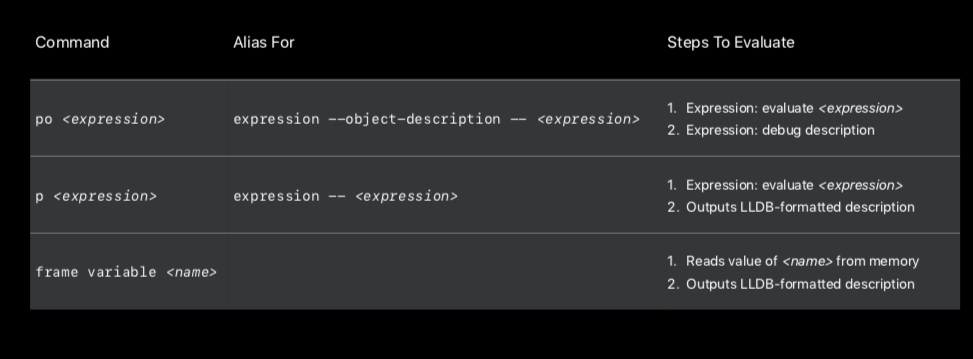 Command Alias For Steps To Evaluate
po <expression> expression --object-description -- <expression> 1. Expression: evaluate <expression>
2. Expression: debug description
p <expression> expression -- <expression> 1. Expression: evaluate <expression>
2. Outputs LLDB-formatted description
frame variable <name> 1. Reads value of <name> from memory
2. Outputs LLDB-formatted description